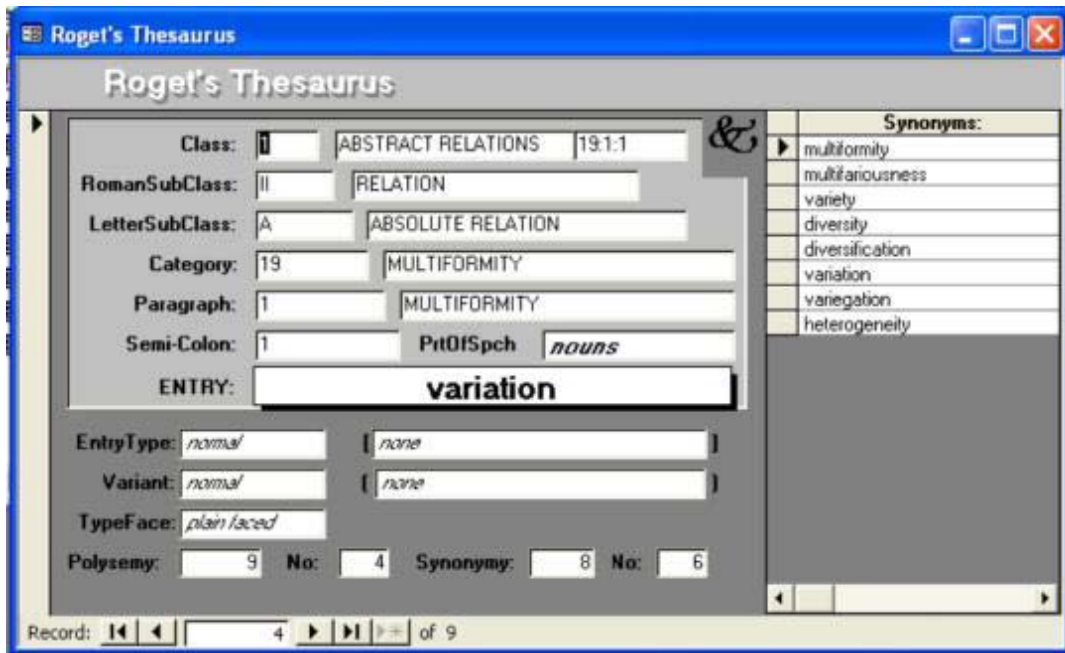 Roget's Thesaurus
Roget's Thesaurus
Class: 1 ABSTRACT RELATIONS 19:1:1 &
RomanSubClass: II RELATION
LetterSubClass: A ABSOLUTE RELATION
Category: 19 MULTIFORMITY
Paragraph: 1 MULTIFORMITY
Semi-Colon: 1 PrtOfSpch nouns
ENTRY: variation
EntryType: normal [ none ]
Variant: normal [ none ]
TypeFace: plain faced
Polysemy: 9 No: 4 Synonymy: 8 No: 6
Synonyms:
multiformity
multifariousness
variety
diversity
diversification
variation
variegation
heterogeneity
Record: 4 of 9